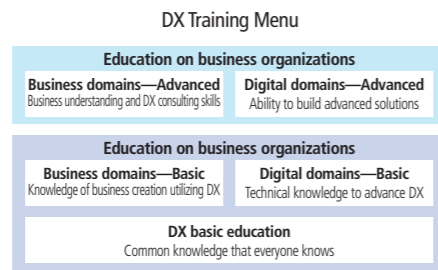 DX Training Menu
Education on business organizations
Business domains—Advanced
Business understanding and DX consulting skills
Digital domains—Advanced
Ability to build advanced solutions
Education on business organizations
Business domains—Basic
Knowledge of business creation utilizing DX
Digital domains—Basic
Technical knowledge to advance DX
DX basic education
Common knowledge that everyone knows